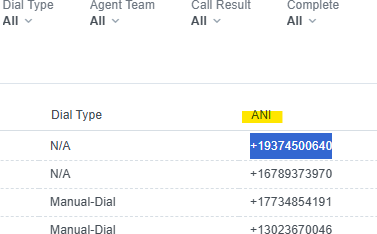 Dial Type Agent Team Call Result Complete
All All All All
Dial Type ANI
N/A +19374500640
N/A +16789373970
Manual-Dial +17734854191
Manual-Dial +13023670046